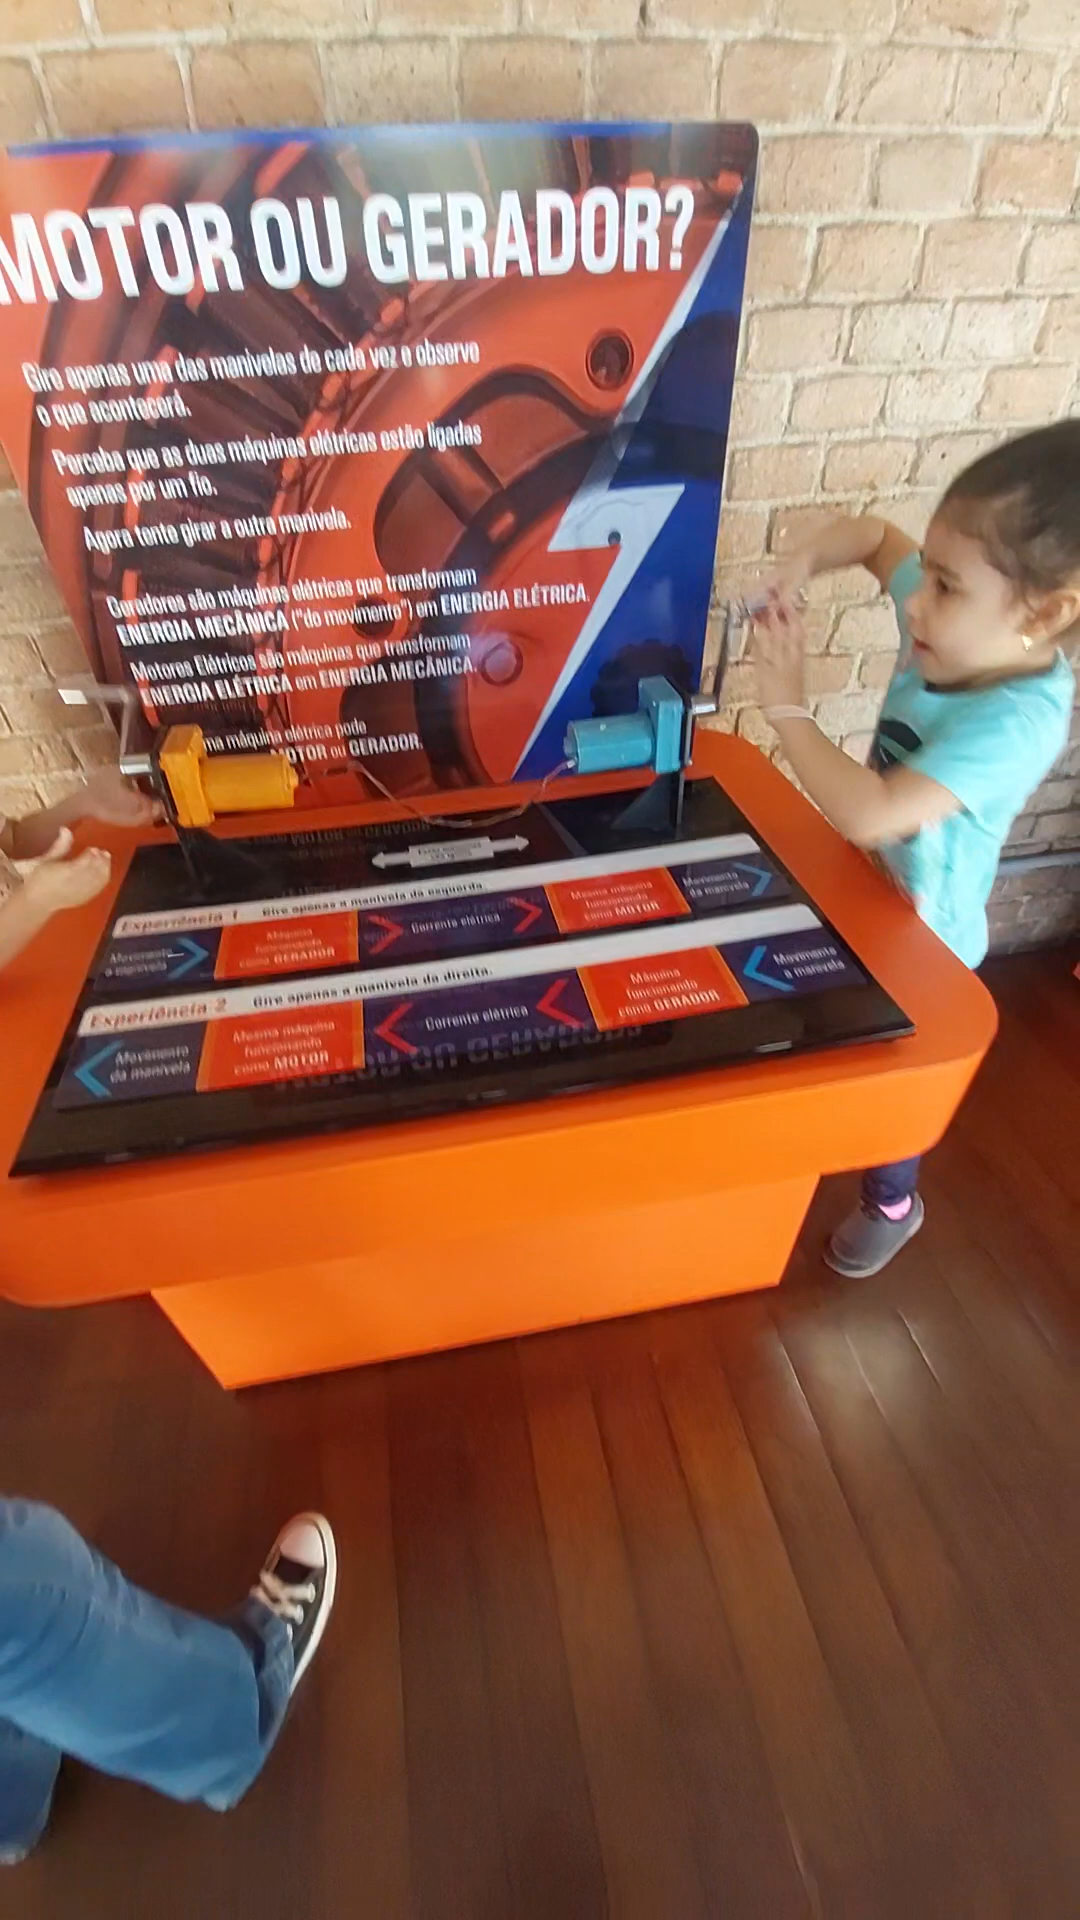 MOTOR OU GERADOR?
Gire apenas uma das manivelas de cada vez e observe
o que acontecerá.
Perceba que as duas máquinas elétricas estão ligadas
apenas por um fio.
Agora tente girar a outra manivela.
Geradores são máquinas elétricas que transformam
ENERGIA MECÂNICA ("do movimento") em ENERGIA ELÉTRICA.
Motores Elétricos são máquinas que transformam
ENERGIA ELÉTRICA em ENERGIA MECÂNICA.
ma máquina elétrica pode
MOTOR ou GERADOR.
Experiência 1 Gire apenas a manivela da esquerda.
Movimento
a manivela
Máquina
funcionando
como GERADOR
Corrente elétrica
Mesma máquina
funcionando
como MOTOR
Movimento
da manivela
Experiência 2 Gire apenas a manivela da direita.
Movimento
da manivela
Mesma máquina
funcionando
como MOTOR
Corrente elétrica
Máquina
funcionando
como GERADOR
Movimento
a manivela